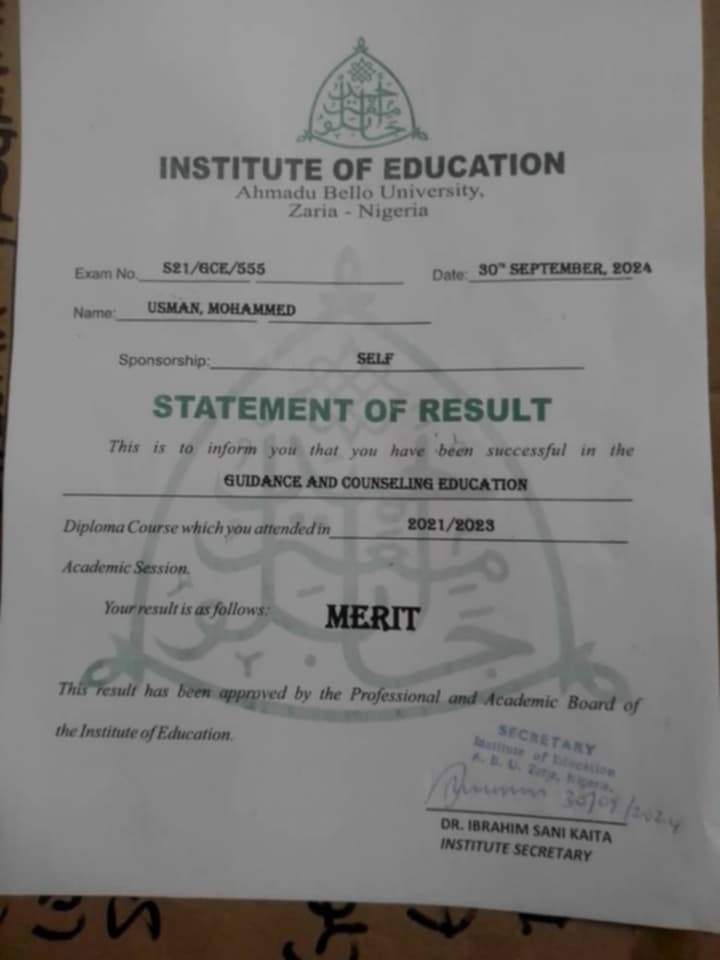 INSTITUTE OF EDUCATION
Ahmadu Bello University,
Zaria - Nigeria
Exam No. S21/GCE/555 Date: 30TH SEPTEMBER, 2024
Name: USMAN, MOHAMMED
Sponsorship: SELF
STATEMENT OF RESULT
This is to inform you that you have been successful in the
GUIDANCE AND COUNSELING EDUCATION
Diploma Course which you attended in 2021/2023
Academic Session.
Your result is as follows: MERIT
This result has been approved by the Professional and Academic Board of
the Institute of Education.
SECRETARY
Institute of Education
A. B. U. Zaria, Nigeria.
30/09/2024
DR. IBRAHIM SANI KAITA
INSTITUTE SECRETARY